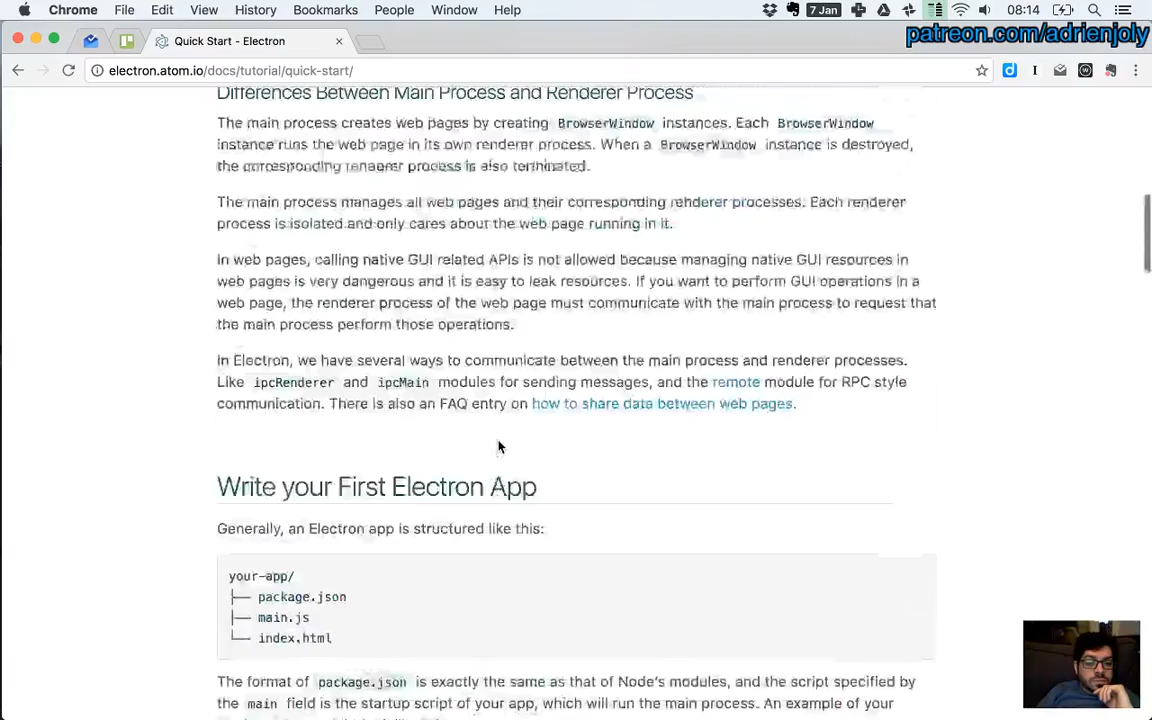 Chrome File Edit View History Bookmarks People Window Help 7 Jan 08:14
patreon.com/adrienjoly
Quick Start - Electron
electron.atom.io/docs/tutorial/quick-start/
Differences Between Main Process and Renderer Process
The main process creates web pages by creating BrowserWindow instances. Each BrowserWindow
instance runs the web page in its own renderer process. When a BrowserWindow instance is destroyed,
the corresponding renderer process is also terminated.
The main process manages all web pages and their corresponding renderer processes. Each renderer
process is isolated and only cares about the web page running in it.
In web pages, calling native GUI related APIs is not allowed because managing native GUI resources in
web pages is very dangerous and it is easy to leak resources. If you want to perform GUI operations in a
web page, the renderer process of the web page must communicate with the main process to request that
the main process perform those operations.
In Electron, we have several ways to communicate between the main process and renderer processes.
Like ipcRenderer and ipcMain modules for sending messages, and the remote module for RPC style
communication. There is also an FAQ entry on how to share data between web pages.
Write your First Electron App
Generally, an Electron app is structured like this:
your-app/
├── package.json
├── main.js
└── index.html
The format of package.json is exactly the same as that of Node's modules, and the script specified by
the main field is the startup script of your app, which will run the main process. An example of your